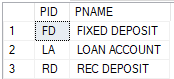 PID PNAME
1 FD FIXED DEPOSIT
2 LA LOAN ACCOUNT
3 RD REC DEPOSIT